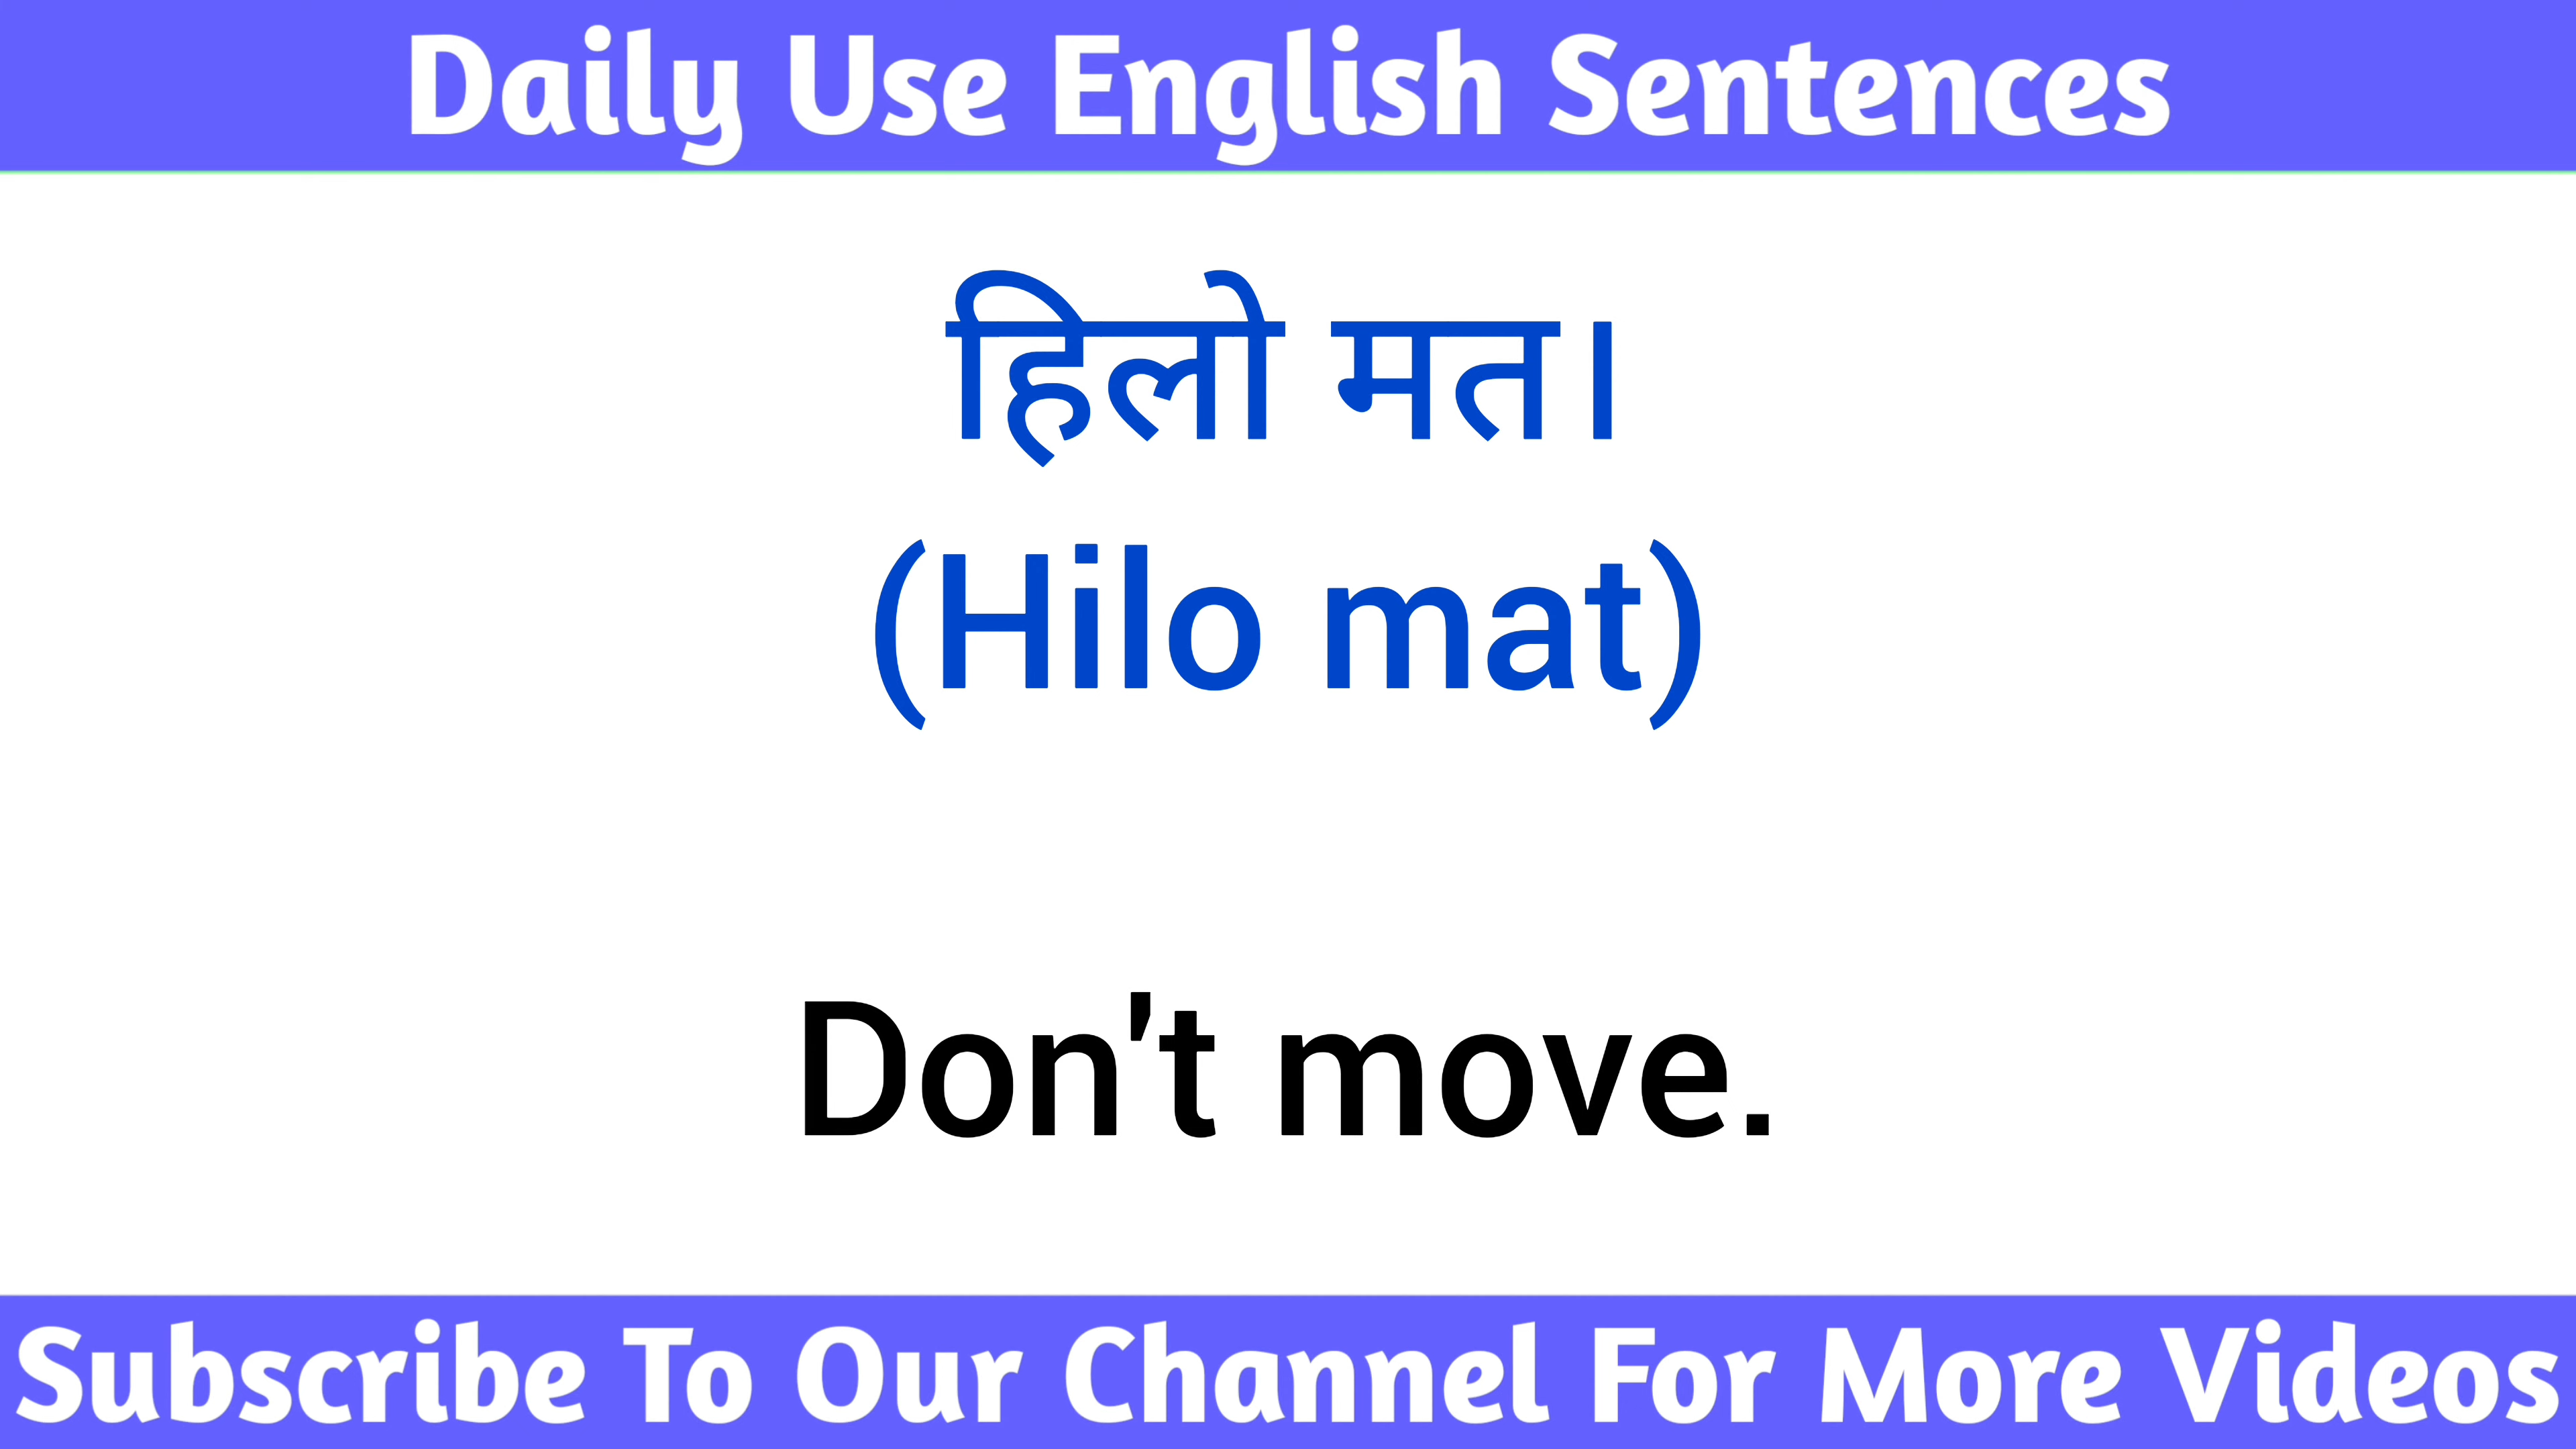 Daily Use English Sentences
हिलो मत।
(Hilo mat)
Don't move.
Subscribe To Our Channel For More Videos